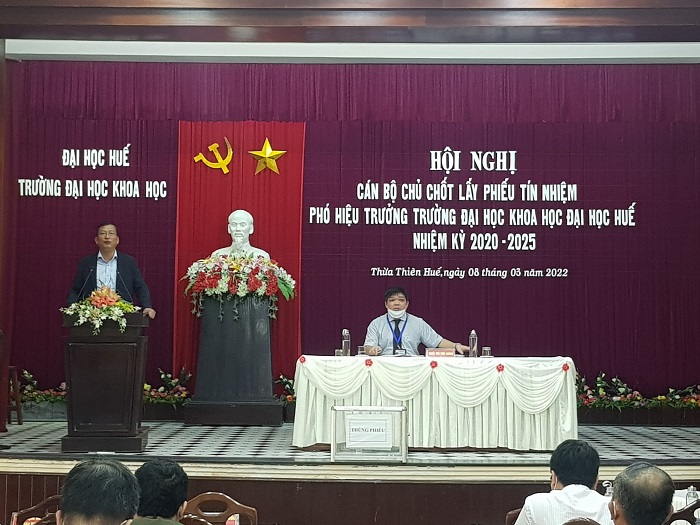 ĐẠI HỌC HUẾ
TRƯỜNG ĐẠI HỌC KHOA HỌC
HỘI NGHỊ
CÁN BỘ CHỦ CHỐT LẤY PHIẾU TÍN NHIỆM
PHÓ HIỆU TRƯỞNG TRƯỜNG ĐẠI HỌC KHOA HỌC ĐẠI HỌC HUẾ
NHIỆM KỲ 2020 - 2025
Thừa Thiên Huế, ngày 08 tháng 03 năm 2022
THÙNG PHIẾU